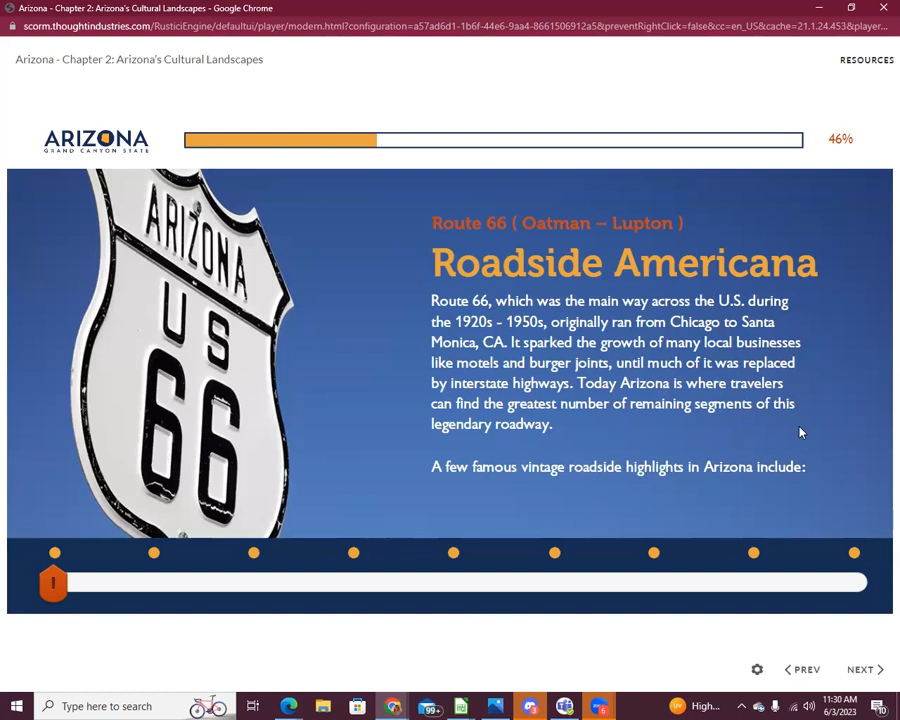 Arizona - Chapter 2: Arizona's Cultural Landscapes - Google Chrome
scorm.thoughtindustries.com/RusticiEngine/defaultui/player/modern.html?configuration=a57ad6d1-1b6f-44e6-9aa4-8661506912a5&preventRightClick=false&cc=en_US&cache=21.1.24.453&player...
Arizona - Chapter 2: Arizona's Cultural Landscapes
RESOURCES
ARIZONA
GRAND CANYON STATE
46%
ARIZONA
US
66
Route 66 ( Oatman – Lupton )
Roadside Americana
Route 66, which was the main way across the U.S. during
the 1920s - 1950s, originally ran from Chicago to Santa
Monica, CA. It sparked the growth of many local businesses
like motels and burger joints, until much of it was replaced
by interstate highways. Today Arizona is where travelers
can find the greatest number of remaining segments of this
legendary roadway.
A few famous vintage roadside highlights in Arizona include:
PREV
NEXT
Type here to search
99+
3
6
UV
High...
11:30 AM
6/3/2023
10